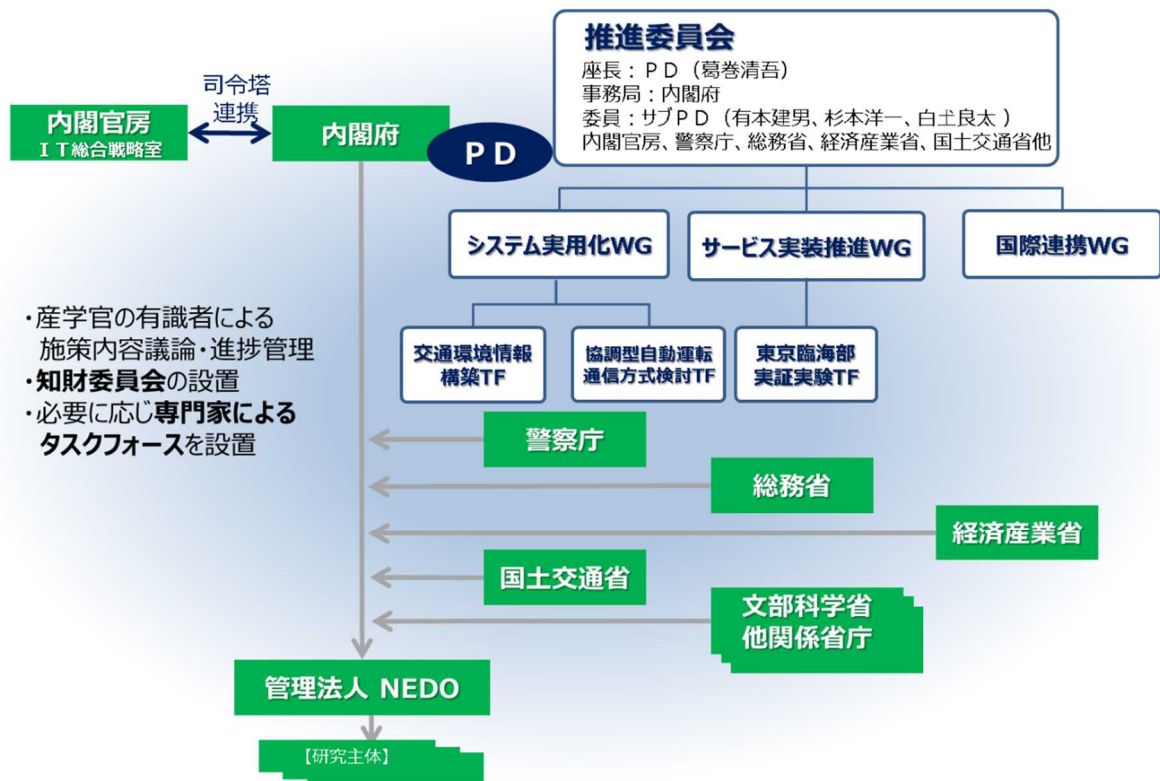 推進委員会
座長：ＰＤ（葛巻清吾）
事務局：内閣府
委員：サブＰＤ（有本建男、杉本洋一、白𡈽良太 ）
内閣官房、警察庁、総務省、経済産業省、国土交通省他
司令塔
連携
内閣官房
ＩＴ総合戦略室
内閣府
ＰＤ
システム実用化WG
サービス実装推進WG
国際連携WG
・産学官の有識者による
施策内容議論・進捗管理
・知財委員会の設置
・必要に応じ専門家による
タスクフォースを設置
交通環境情報
構築TF
協調型自動運転
通信方式検討TF
東京臨海部
実証実験TF
警察庁
総務省
経済産業省
国土交通省
文部科学省
他関係省庁
管理法人 NEDO
【研究主体】